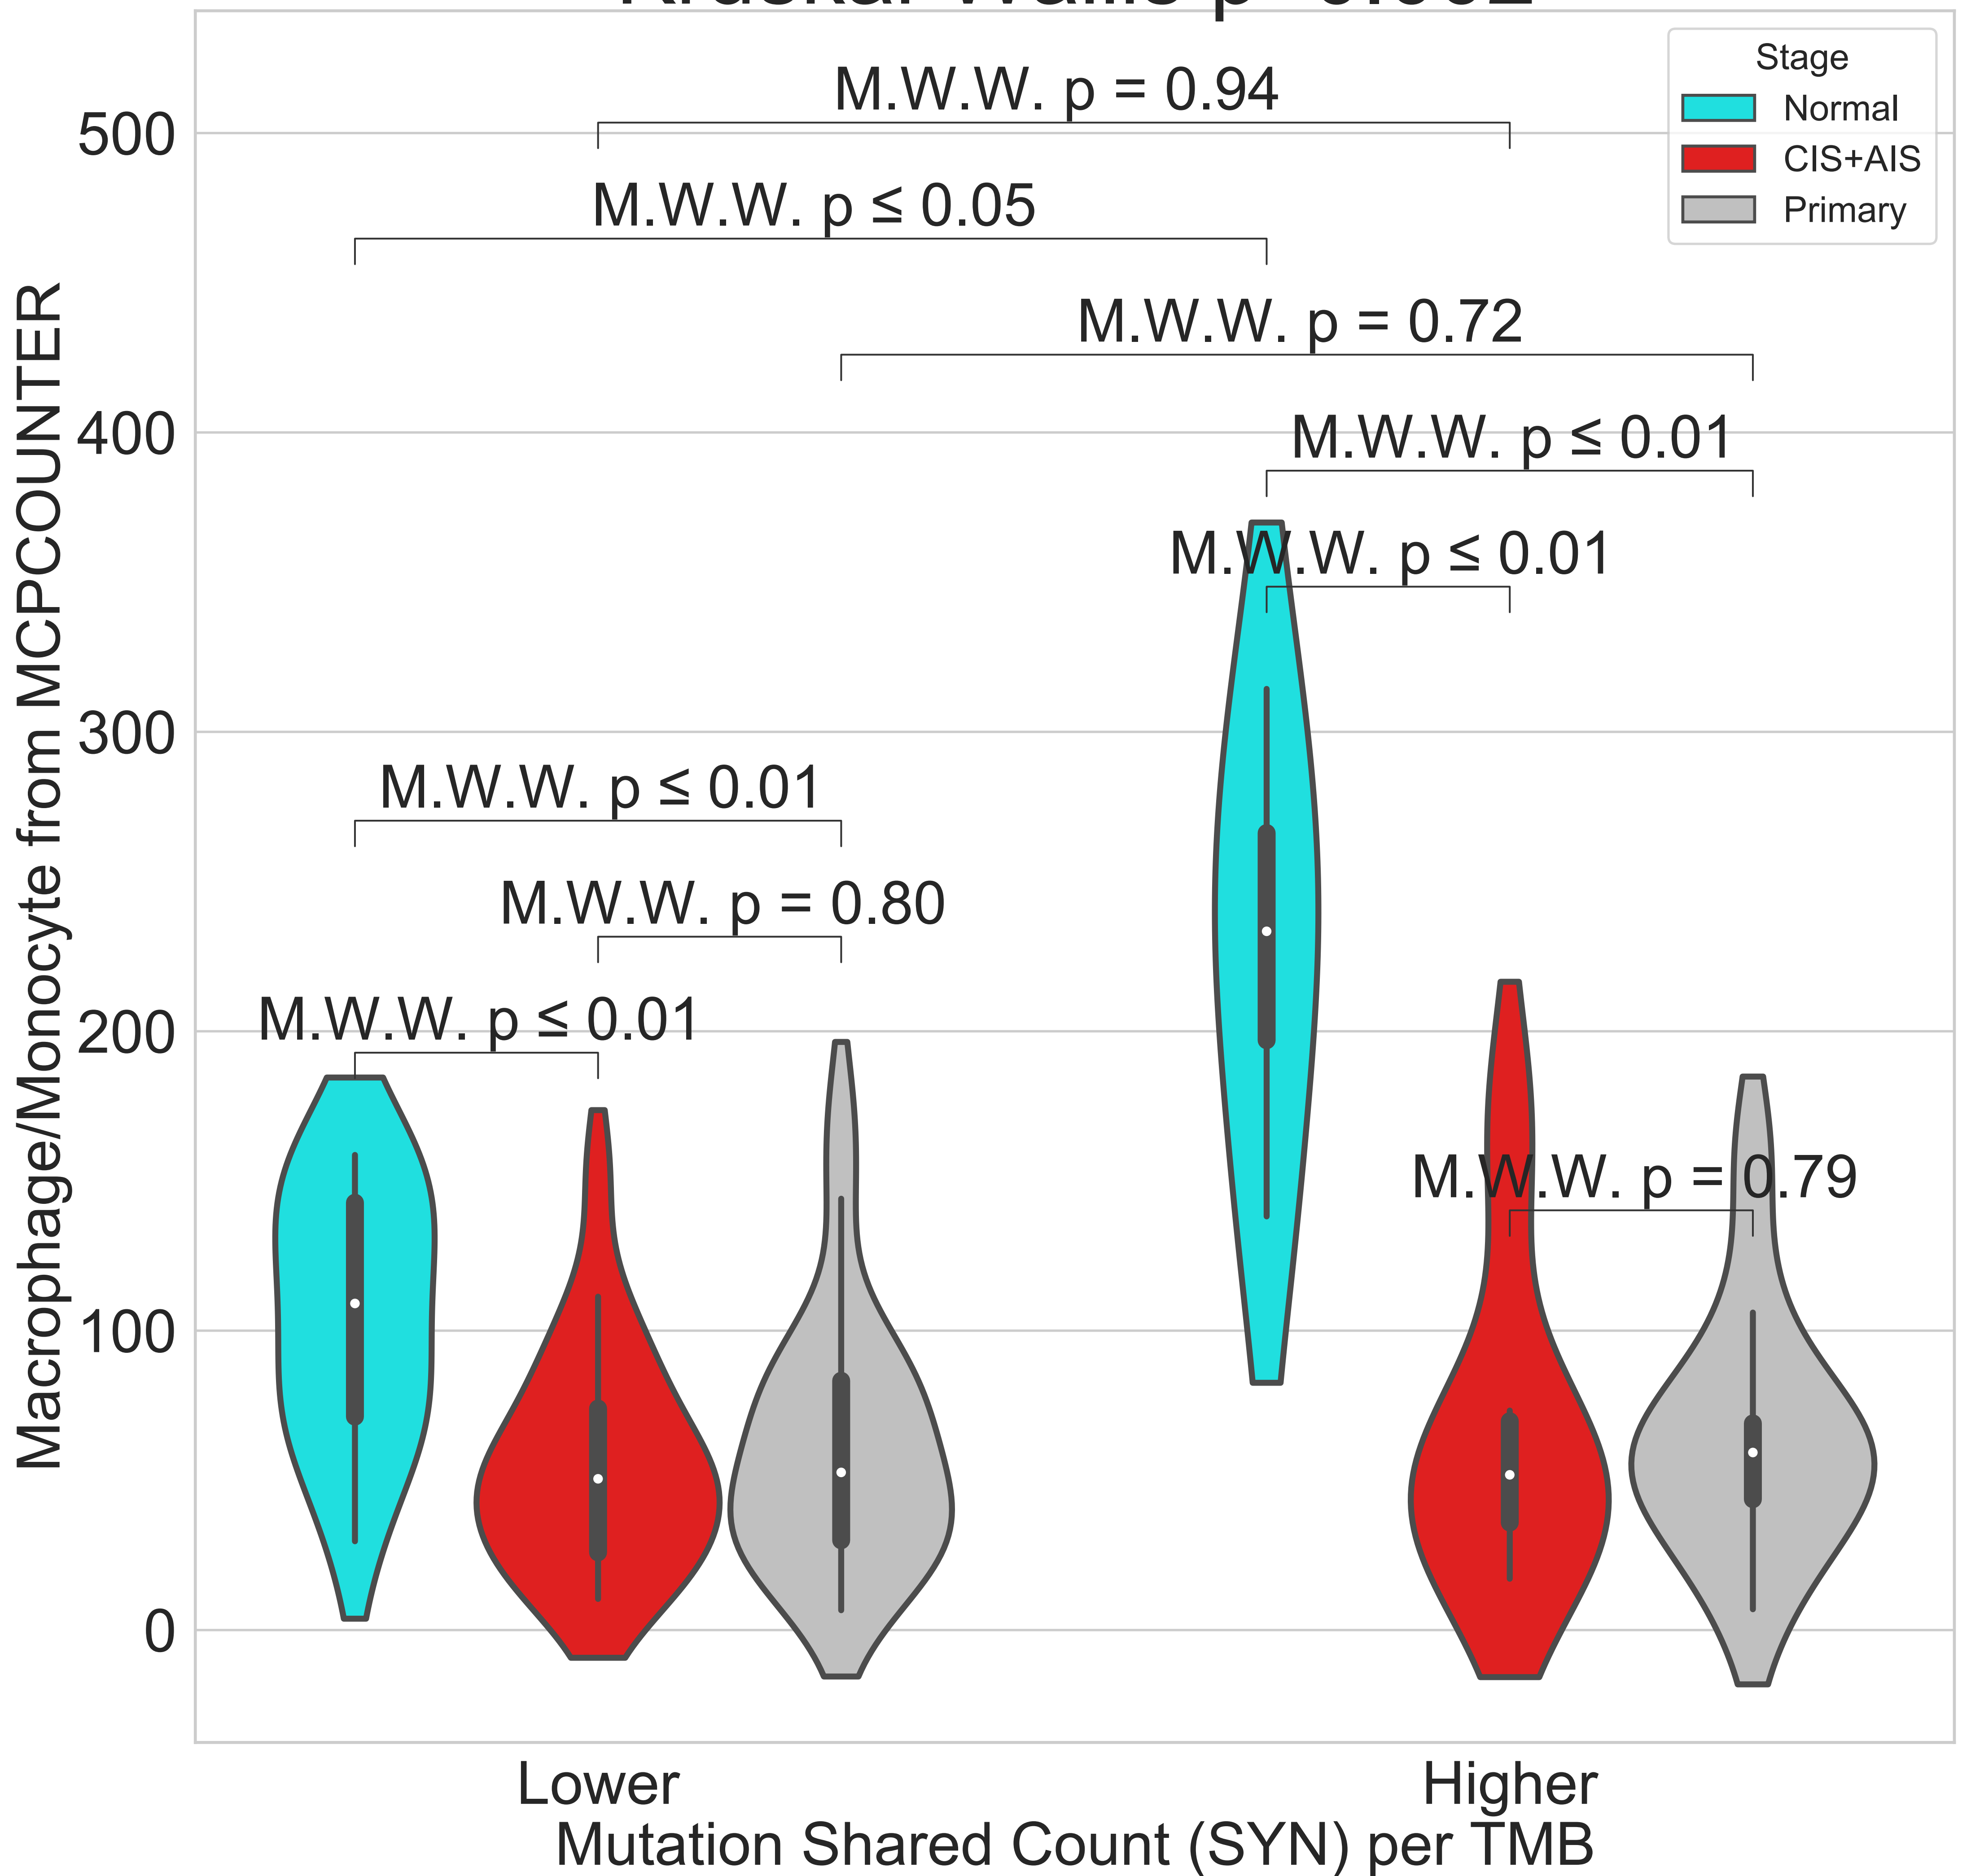 M.W.W. p = 0.94
M.W.W. p ≤ 0.05
M.W.W. p = 0.72
M.W.W. p ≤ 0.01
M.W.W. p ≤ 0.01
M.W.W. p ≤ 0.01
M.W.W. p = 0.80
M.W.W. p ≤ 0.01
M.W.W. p = 0.79
Stage
Normal
CIS+AIS
Primary
Macrophage/Monocyte from MCPCOUNTER
500
400
300
200
100
0
Lower
Higher
Mutation Shared Count (SYN) per TMB